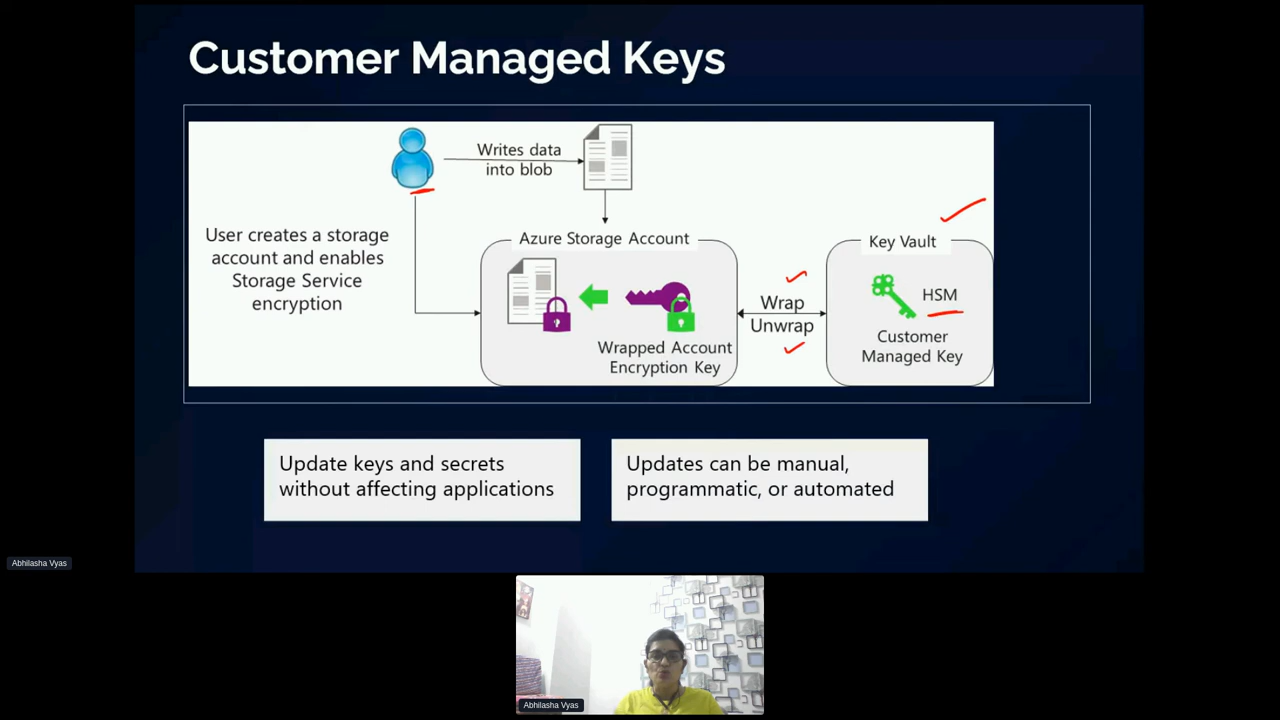 Customer Managed Keys
Writes data
into blob
User creates a storage
account and enables
Storage Service
encryption
Azure Storage Account
Wrapped Account
Encryption Key
Wrap
Unwrap
Key Vault
HSM
Customer
Managed Key
Update keys and secrets
without affecting applications
Updates can be manual,
programmatic, or automated
Abhilasha Vyas
Abhilasha Vyas